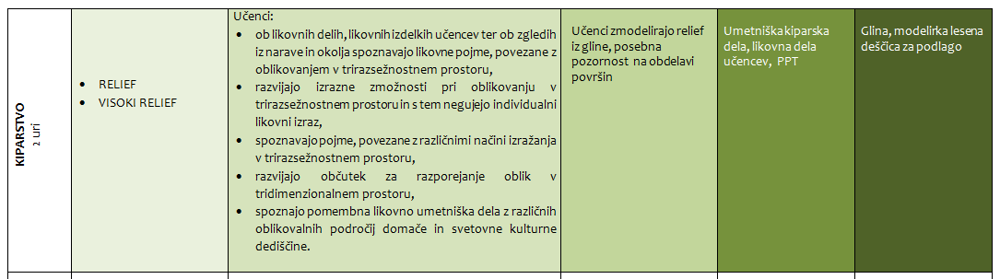 KIPARSTVO
2 uri
• RELIEF
• VISOKI RELIEF
Učenci:
• ob likovnih delih, likovnih izdelkih učencev ter ob zgledih
iz narave in okolja spoznavajo likovne pojme, povezane z
oblikovanjem v trirazsežnostnem prostoru,
• razvijajo izrazne zmožnosti pri oblikovanju v
trirazsežnostnem prostoru in s tem negujejo individualni
likovni izraz,
• spoznavajo pojme, povezane z različnimi načini izražanja
v trirazsežnostnem prostoru,
• razvijajo občutek za razporejanje oblik v
tridimenzionalnem prostoru,
• spoznajo pomembna likovno umetniška dela z različnih
oblikovalnih področij domače in svetovne kulturne
dediščine.
Učenci zmodelirajo relief
iz gline, posebna
pozornost na obdelavi
površin
Umetniška kiparska
dela, likovna dela
učencev, PPT
Glina, modelirka lesena
deščica za podlago